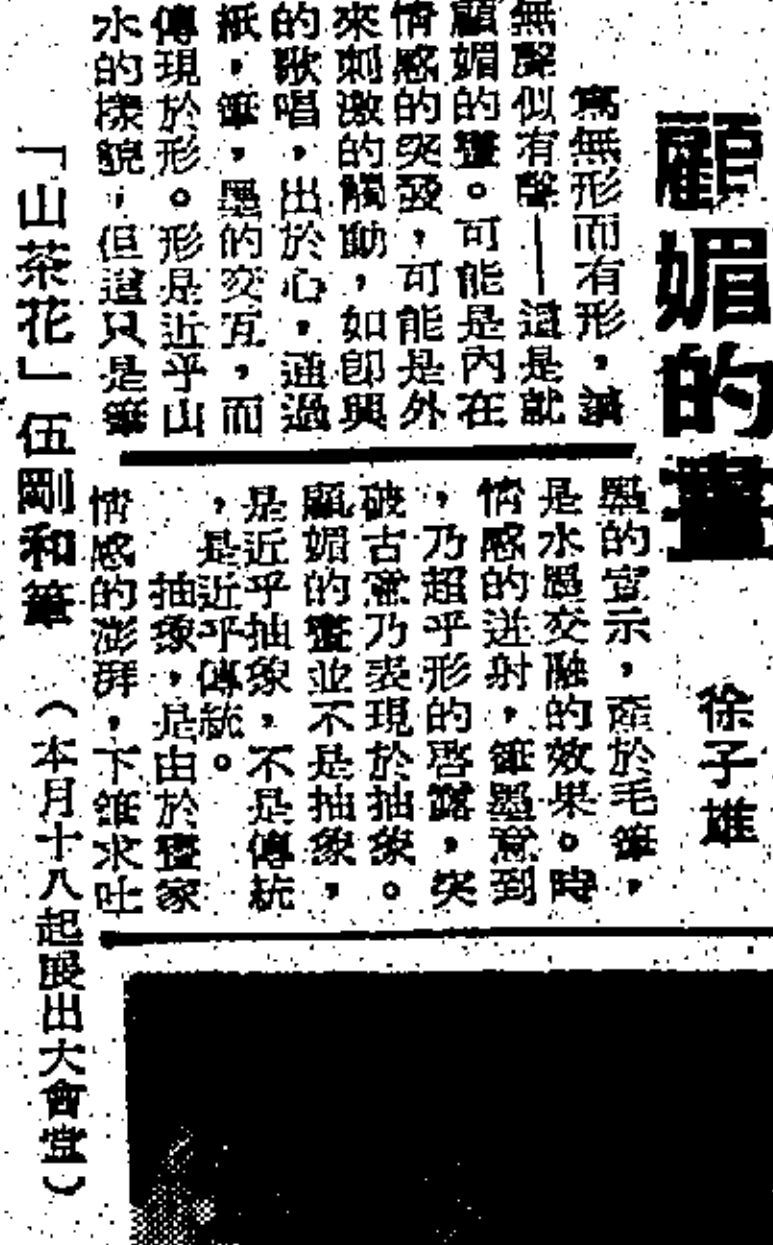 顧媚的畫
徐子雄
寫無形而有形，讀
無聲似有聲——這是就
顧媚的畫。可能是內在
情感的突發，可能是外
來刺激的觸動，如即興
的歌唱，出於心，通過
紙，筆，墨的交互，而
傳現於形。形是近乎山
水的樣貌，但這只是筆
墨的宣示，產於毛筆，
是水墨交融的效果。時
情感的迸射，筆墨意到
，乃超乎形的啓露，突
破古意乃表現於抽象。
顧媚的畫並不是抽象，
是近乎抽象，不是傳統
，是近乎傳統。
抽象，是由於畫家
情感的澎湃，下筆求吐
「山茶花」伍剛和筆　（本月十八起展出大會堂）